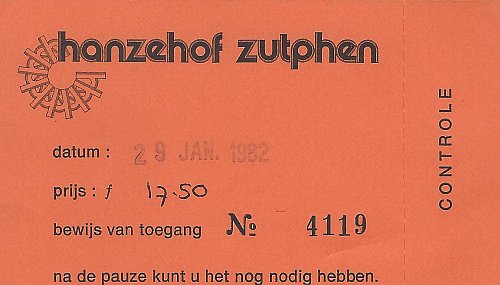 hanzehof zutphen
datum : 29 JAN. 1982
prijs : ƒ 17.50
bewijs van toegang № 4119
na de pauze kunt u het nog nodig hebben.
CONTROLE